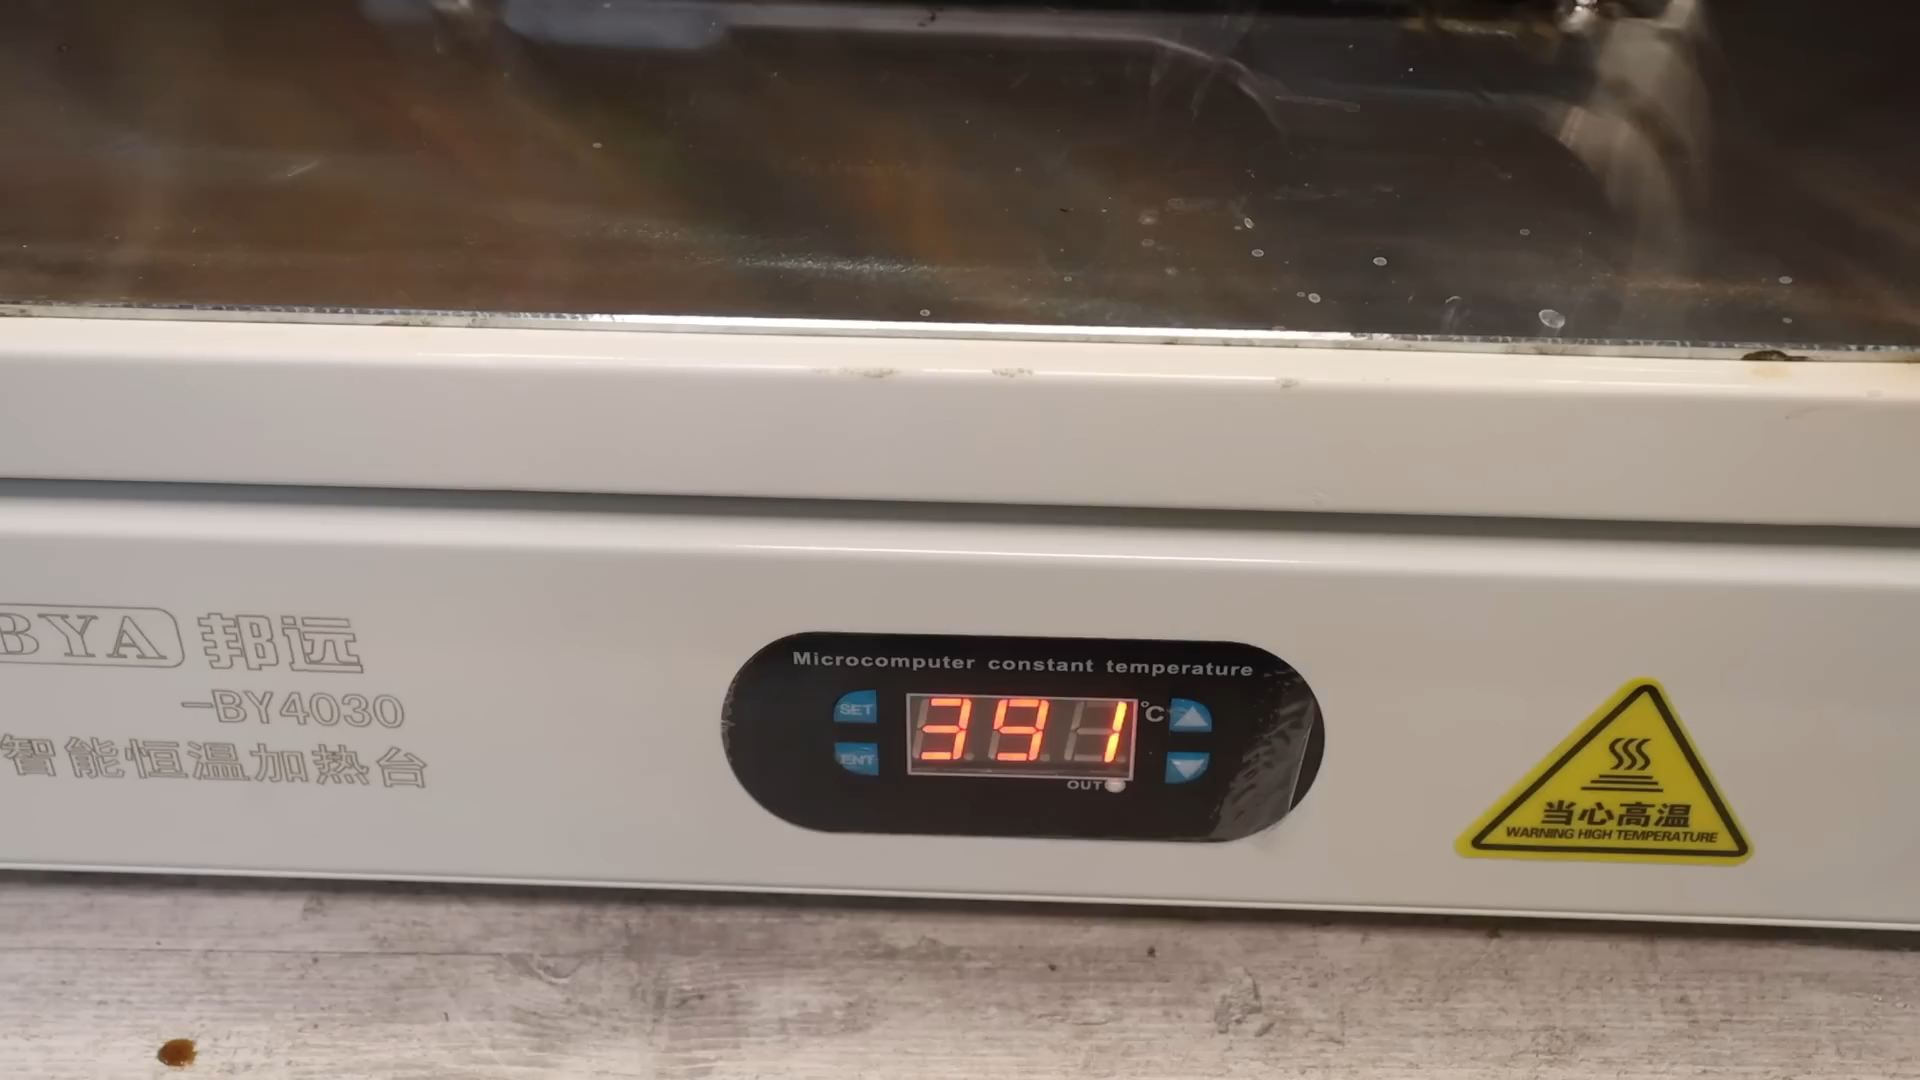 BYA 邦远
-BY4030
智能恒温加热台
Microcomputer constant temperature
SET
391
°C
ENT
OUT
当心高温
WARNING HIGH TEMPERATURE